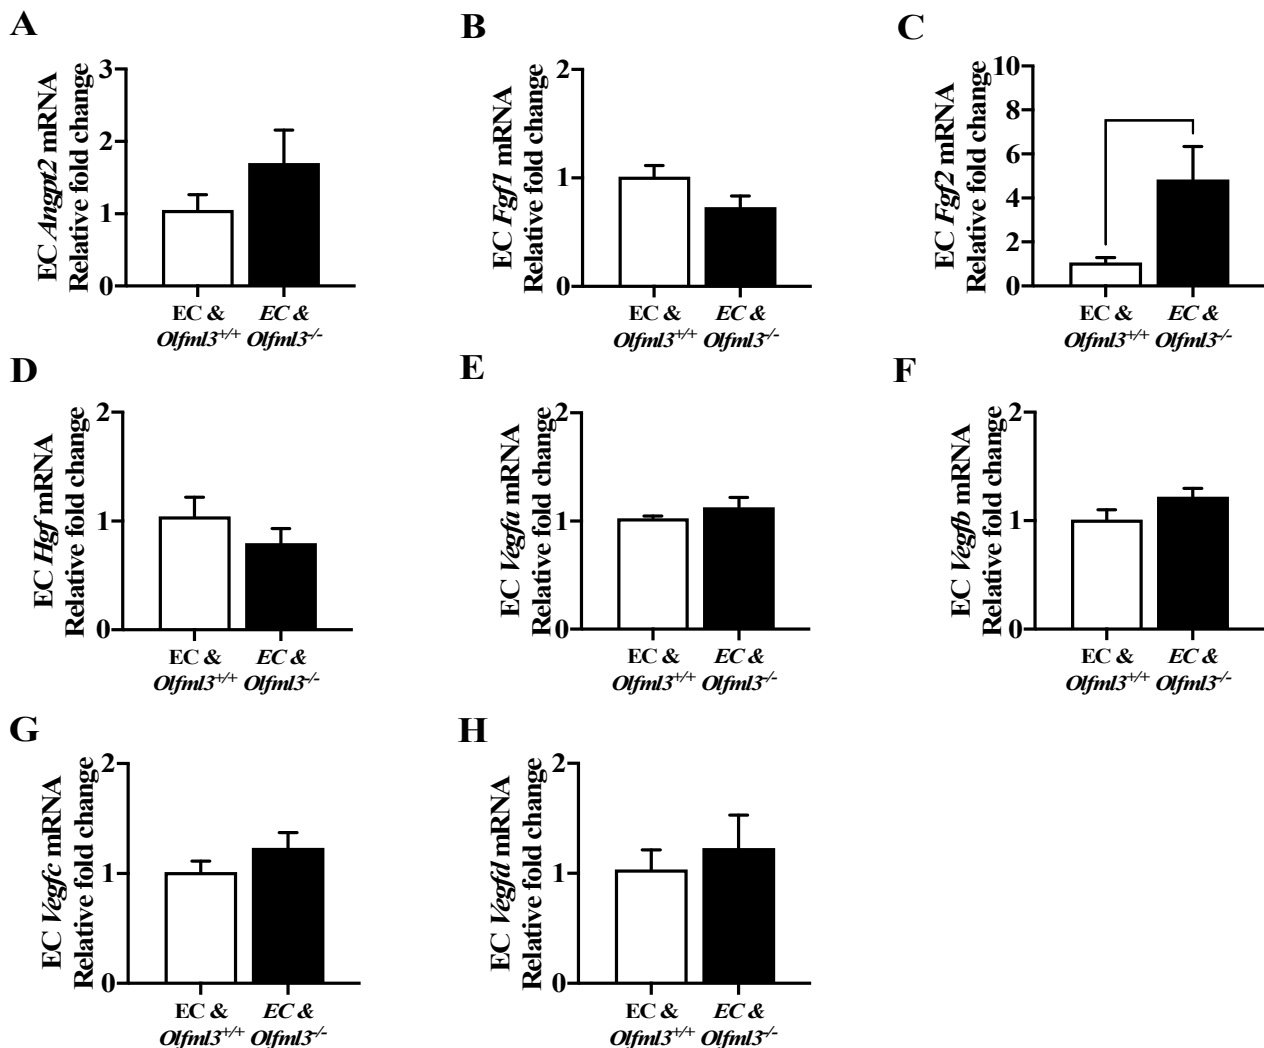 A
EC Angpt2 mRNA
Relative fold change
3
2
1
0
EC & EC &
Olfml3+/+ Olfml3-/-
B
EC Fgf1 mRNA
Relative fold change
2
1
0
EC & EC &
Olfml3+/+ Olfml3-/-
C
EC Fgf2 mRNA
Relative fold change
10
8
6
4
2
0
EC & EC &
Olfml3+/+ Olfml3-/-
D
EC Hgf mRNA
Relative fold change
2
1
0
EC & EC &
Olfml3+/+ Olfml3-/-
E
EC Vegfa mRNA
Relative fold change
2
1
0
EC & EC &
Olfml3+/+ Olfml3-/-
F
EC Vegfb mRNA
Relative fold change
2
1
0
EC & EC &
Olfml3+/+ Olfml3-/-
G
EC Vegfc mRNA
Relative fold change
2
1
0
EC & EC &
Olfml3+/+ Olfml3-/-
H
EC Vegfd mRNA
Relative fold change
2
1
0
EC & EC &
Olfml3+/+ Olfml3-/-